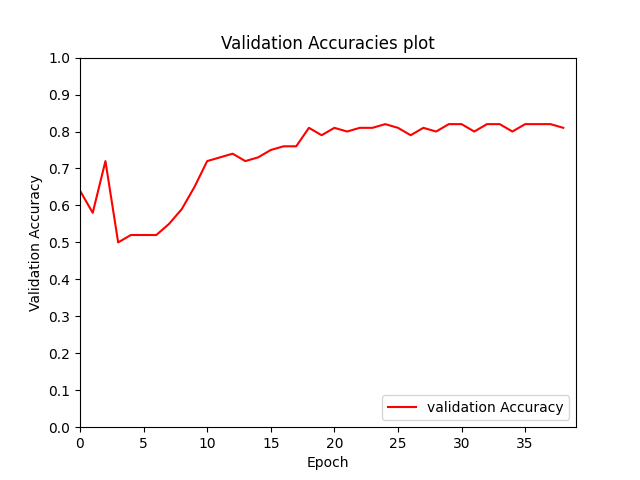 Validation Accuracies plot
1.0
0.9
0.8
0.7
0.6
0.5
0.4
0.3
0.2
0.1
0.0
Validation Accuracy
validation Accuracy
0 5 10 15 20 25 30 35
Epoch